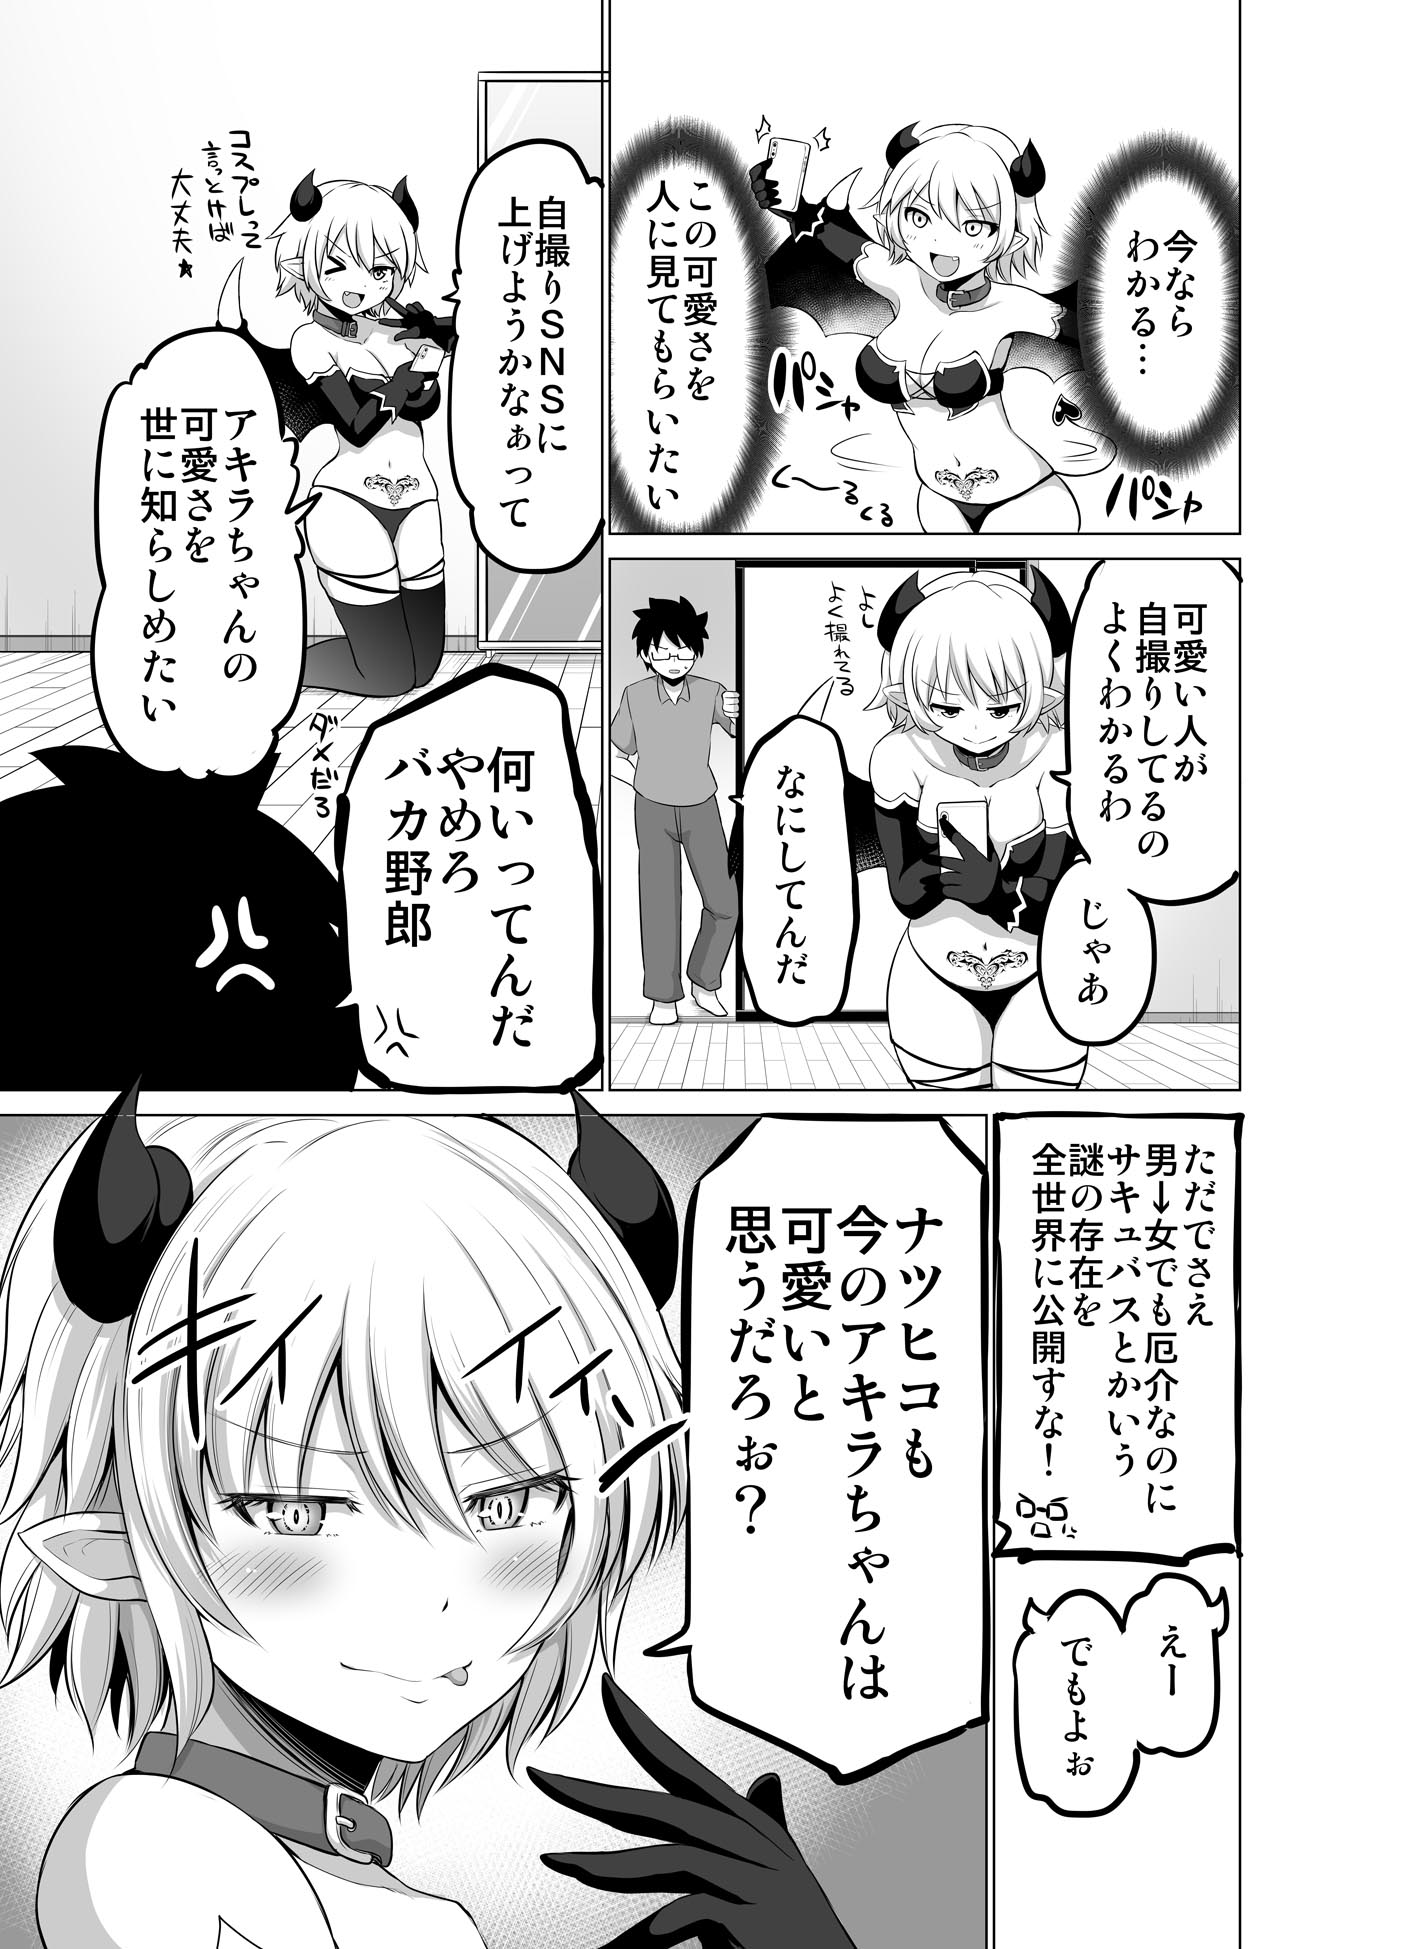 今なら
わかる…
この可愛さを
人に見てもらいたい
パシャ
く〜るくる
パシャ
可愛い人が
自撮りしてるの
よくわかるわ
じゃあ
よし
よく撮れてる
なにしてんだ
自撮りSNSに
上げようかなぁって
コスプレって
言っとけば
大丈夫★
アキラちゃんの
可愛さを
世に知らしめたい
ダメだろ
何いってんだ
やめろ
バカ野郎
ただでさえ
男→女でも厄介なのに
サキュバスとかいう
謎の存在を
全世界に公開すな！
えー
でもよぉ
ナツヒコも
今のアキラちゃんは
可愛いと
思うだろぉ？